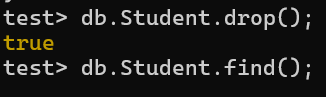 test> db.Student.drop();
true
test> db.Student.find();